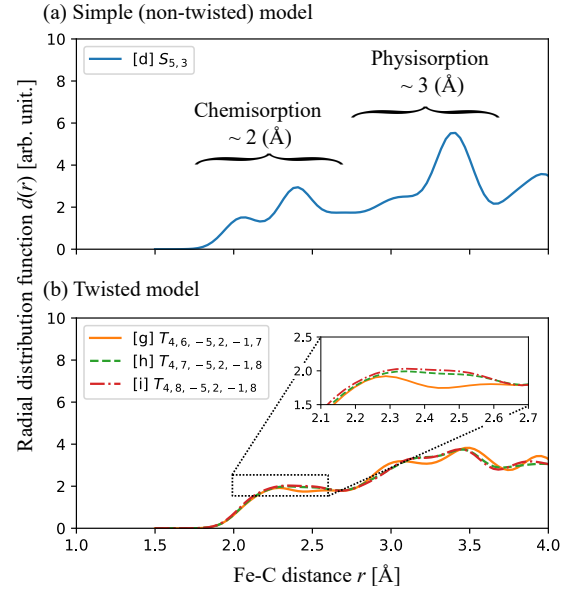 (a) Simple (non-twisted) model
[d] S5, 3
Physisorption
~ 3 (Å)
Chemisorption
~ 2 (Å)
10
8
6
4
2
0
Radial distribution function d(r) [arb. unit.]
(b) Twisted model
[g] T4, 6, −5, 2, −1, 7
[h] T4, 7, −5, 2, −1, 8
[i] T4, 8, −5, 2, −1, 8
2.5
2.0
1.5
2.1 2.2 2.3 2.4 2.5 2.6 2.7
10
8
6
4
2
0
1.0 1.5 2.0 2.5 3.0 3.5 4.0
Fe-C distance r [Å]